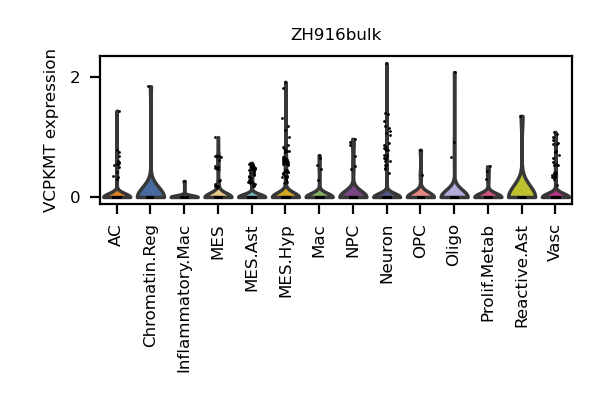 ZH916bulk
VCPKMT expression
2
0
AC
Chromatin.Reg
Inflammatory.Mac
MES
MES.Ast
MES.Hyp
Mac
NPC
Neuron
OPC
Oligo
Prolif.Metab
Reactive.Ast
Vasc